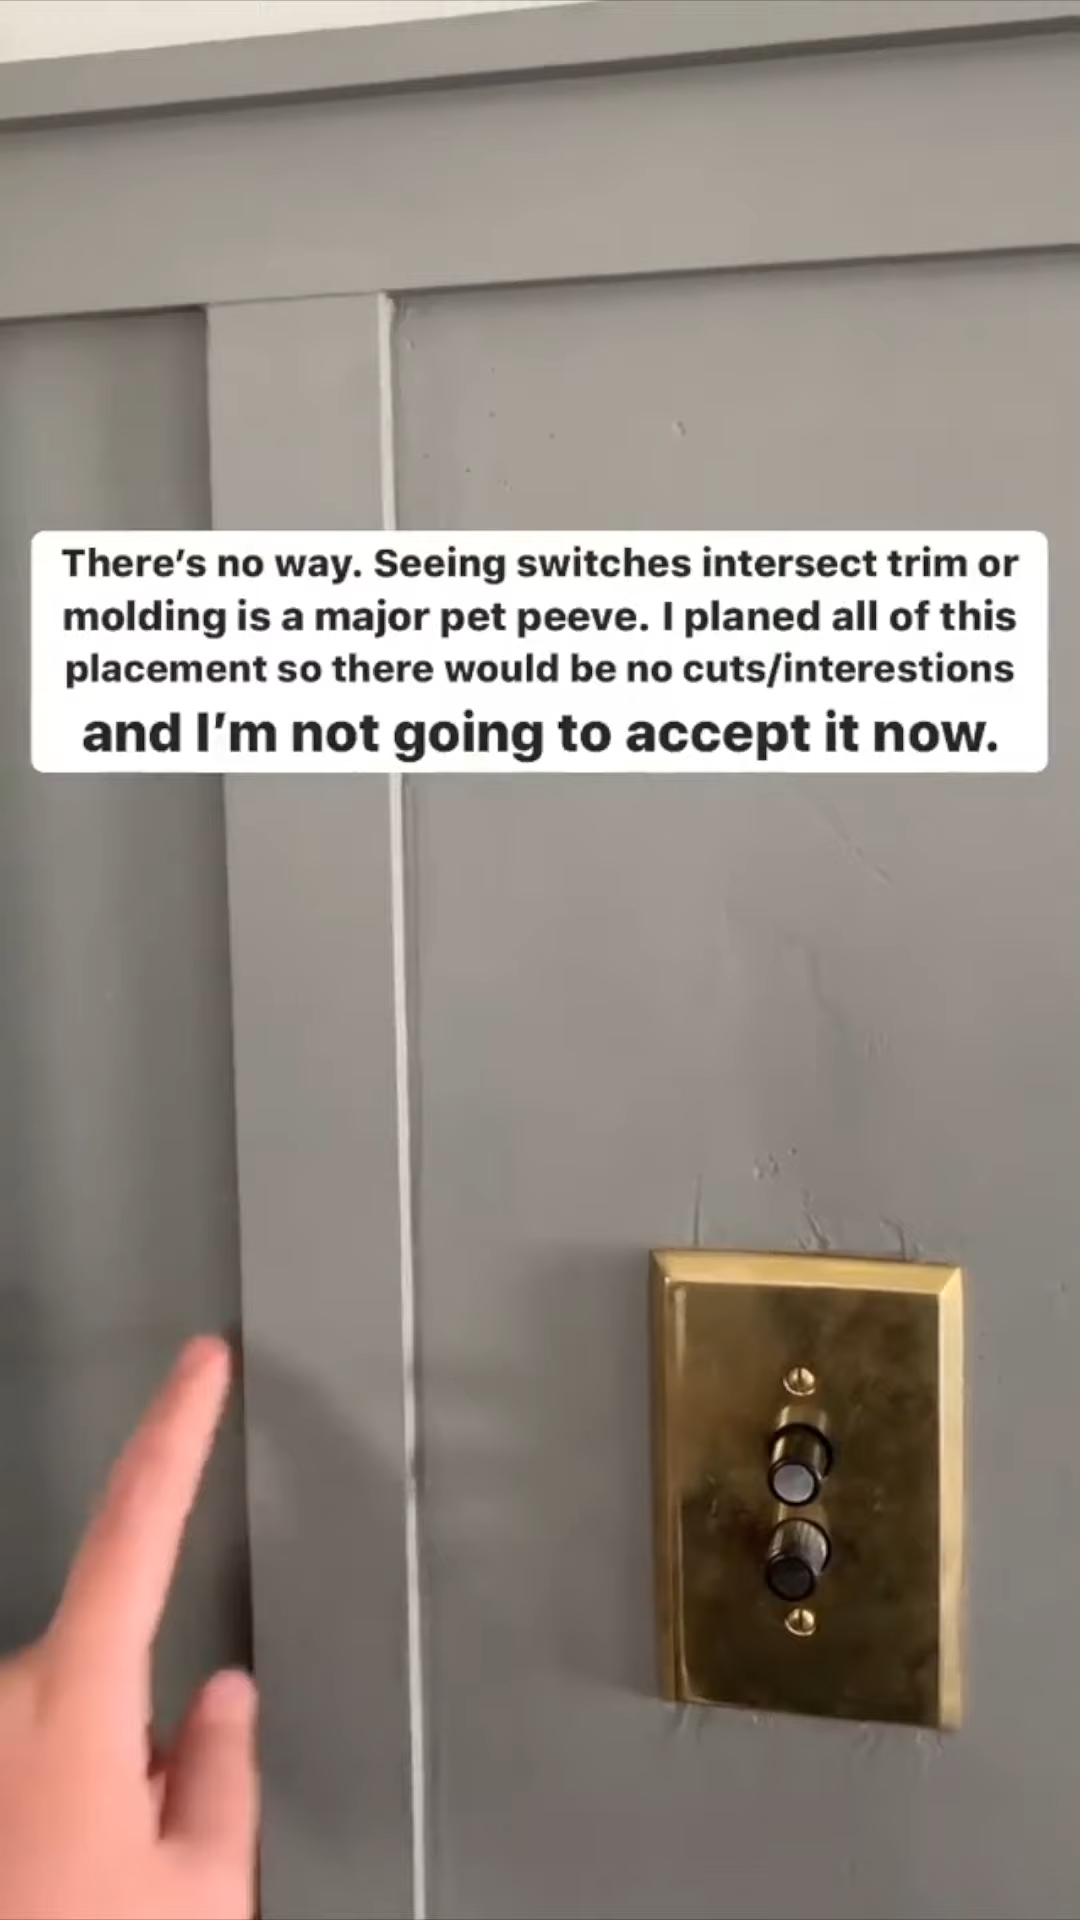 There’s no way. Seeing switches intersect trim or
molding is a major pet peeve. I planed all of this
placement so there would be no cuts/interestions
and I’m not going to accept it now.